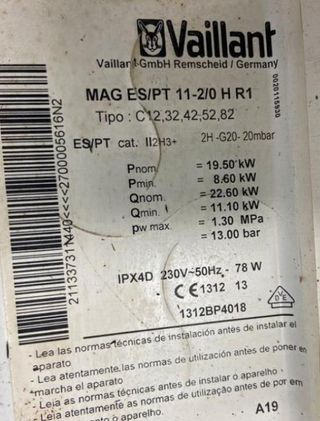 Vaillant
Vaillant GmbH Remscheid / Germany
MAG ES/PT 11-2/0 H R1
Tipo : C12,32,42,52,82
ES/PT cat. II2H3+ 2H -G20- 20mbar
Pnom. = 19.50 kW
Pmin. = 8.60 kW
Qnom. = 22.60 kW
Qmin. = 11.10 kW
pw max. = 1.30 MPa
= 13.00 bar
IPX4D 230V~50Hz - 78 W
CE 1312 13
1312BP4018
DVE
- Lea las normas técnicas de instalación antes de instalar el
aparato
- Lea atentamente, las normas de utilización antes de poner en
marcha el aparato
- Leia as normas técnicas antes de instalar o aparelho
- Leia atentamente as normas de utilização antes de por em
o aparelho.
A19
0020115930